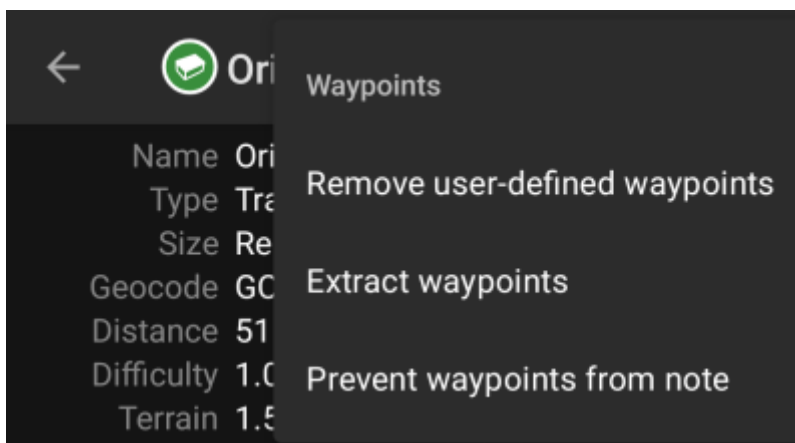 Ori
Waypoints
Name Ori
Remove user-defined waypoints
Type Tra
Size Re
Extract waypoints
Geocode GC
Distance 51
Difficulty 1.0
Prevent waypoints from note
Terrain 1.5